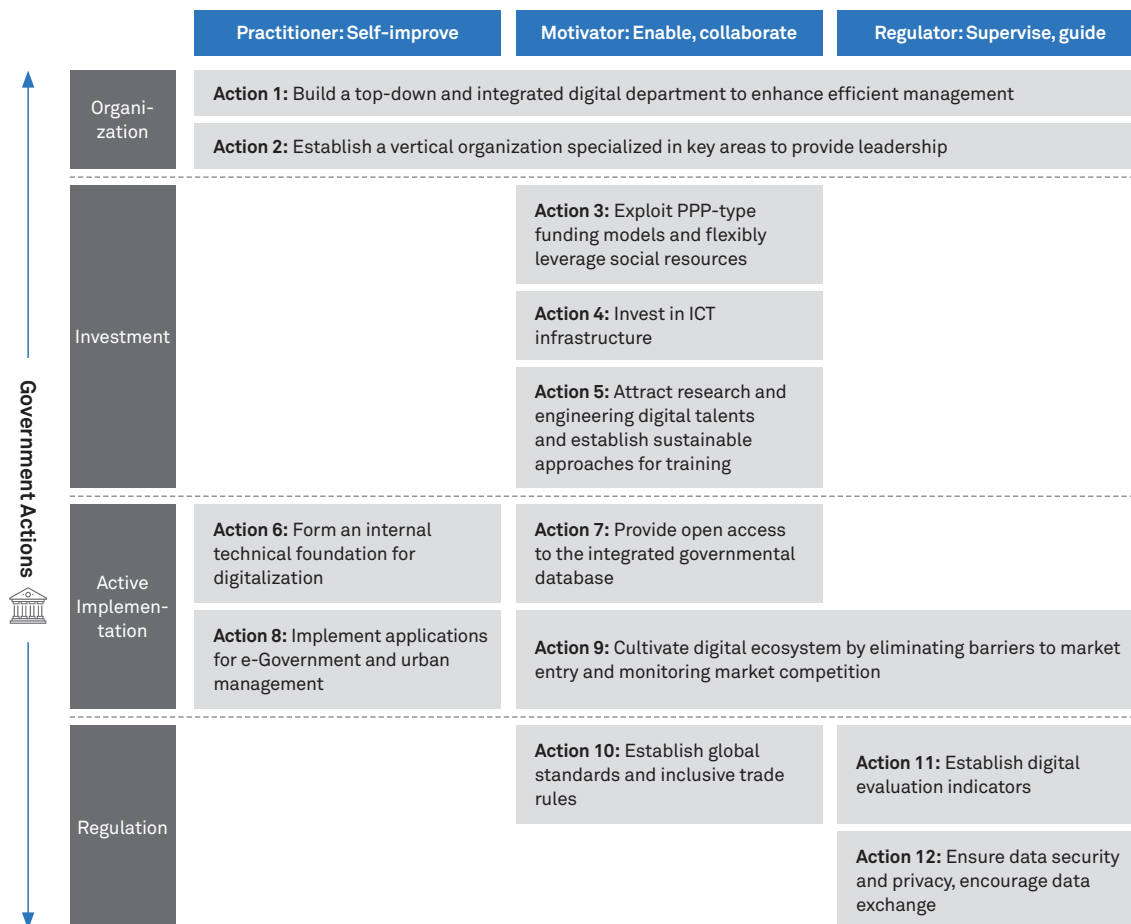 Practitioner: Self-improve
Motivator: Enable, collaborate
Regulator: Supervise, guide
Government Actions
Organi-
zation
Action 1: Build a top-down and integrated digital department to enhance efficient management
Action 2: Establish a vertical organization specialized in key areas to provide leadership
Investment
Action 3: Exploit PPP-type
funding models and flexibly
leverage social resources
Action 4: Invest in ICT
infrastructure
Action 5: Attract research and
engineering digital talents
and establish sustainable
approaches for training
Active
Implemen-
tation
Action 6: Form an internal
technical foundation for
digitalization
Action 7: Provide open access
to the integrated governmental
database
Action 8: Implement applications
for e-Government and urban
management
Action 9: Cultivate digital ecosystem by eliminating barriers to market
entry and monitoring market competition
Regulation
Action 10: Establish global
standards and inclusive trade
rules
Action 11: Establish digital
evaluation indicators
Action 12: Ensure data security
and privacy, encourage data
exchange